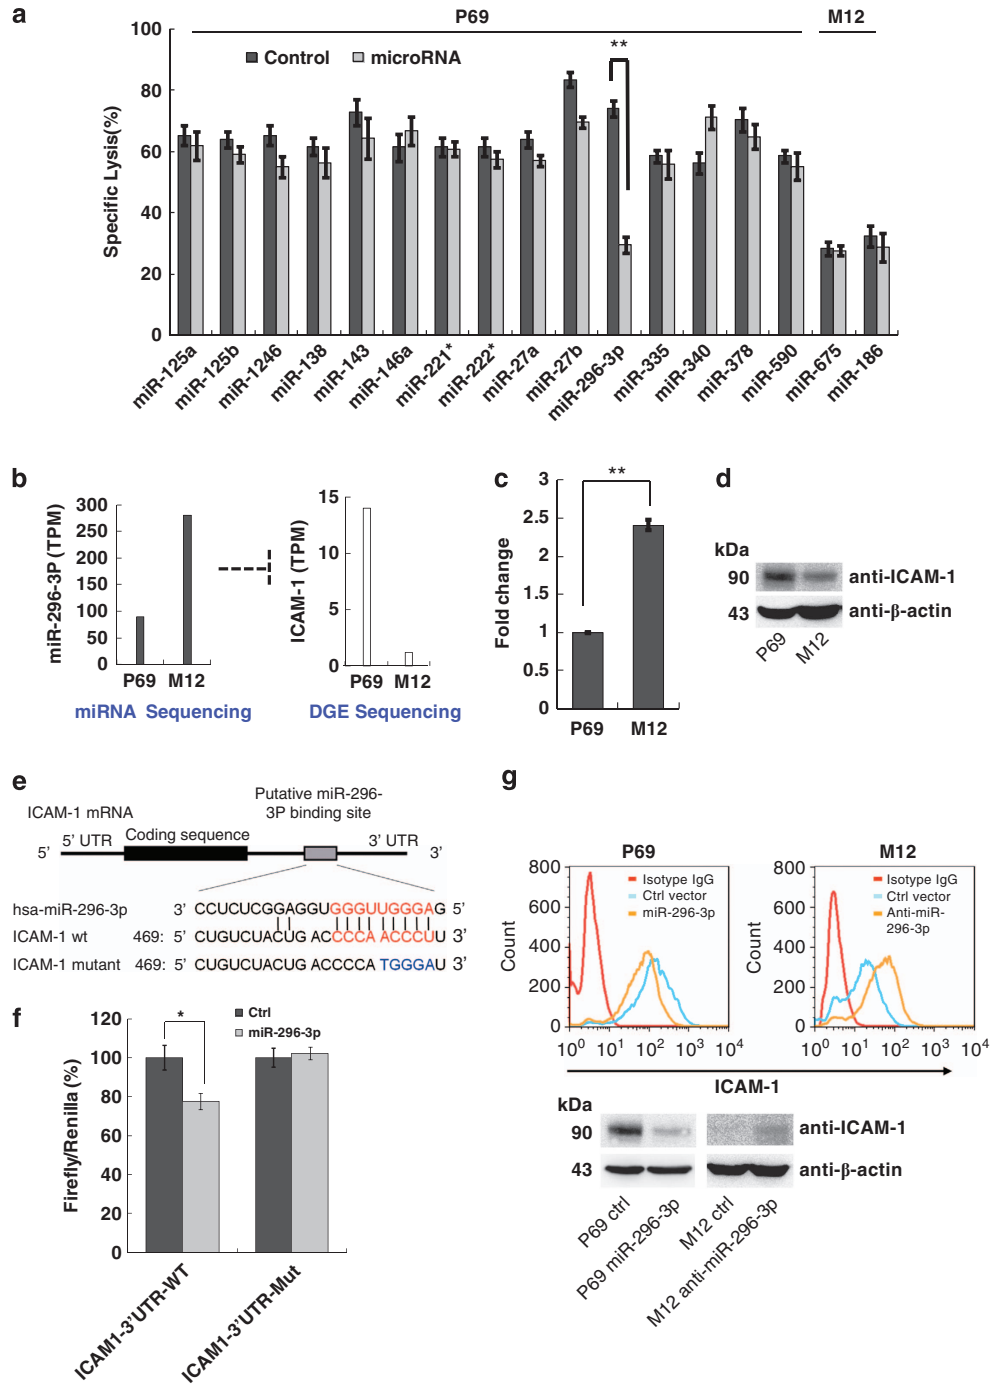 a
P69
M12
Control
microRNA
Specific Lysis(%)
100
80
60
40
20
0
miR-125a
miR-125b
miR-1246
miR-138
miR-143
miR-146a
miR-221*
miR-222*
miR-27a
miR-27b
miR-296-3p
miR-335
miR-340
miR-378
miR-590
miR-675
miR-186
**
b
miR-296-3P (TPM)
300
250
200
150
100
50
0
P69 M12
miRNA Sequencing
ICAM-1 (TPM)
15
10
5
0
P69 M12
DGE Sequencing
c
Fold change
3
2.5
2
1.5
1
0.5
0
**
P69 M12
d
kDa
90 anti-ICAM-1
43 anti-β-actin
P69 M12
e
ICAM-1 mRNA
Putative miR-296-
3P binding site
5' UTR
Coding sequence
3' UTR
5' 3'
hsa-miR-296-3p 3' CCUCUCGGAGGUGGGUUGGGAG 5'
ICAM-1 wt 469: 5' CUGUCUACUG ACCCCCA ACCCUU 3'
ICAM-1 mutant 469: 5' CUGUCUACUG ACCCCA TGGGAU 3'
f
Firefly/Renilla (%)
120
100
80
60
40
20
0
Ctrl
miR-296-3p
*
ICAM1-3'UTR-WT
ICAM1-3'UTR-Mut
g
P69
Count
800
600
400
200
0
Isotype IgG
Ctrl vector
miR-296-3p
10⁰ 10¹ 10² 10³ 10⁴
M12
Count
800
600
400
200
0
Isotype IgG
Ctrl vector
Anti-miR-
296-3p
10⁰ 10¹ 10² 10³ 10⁴
ICAM-1
kDa
90 anti-ICAM-1
43 anti-β-actin
P69 ctrl
P69 miR-296-3p
M12 ctrl
M12 anti-miR-296-3p